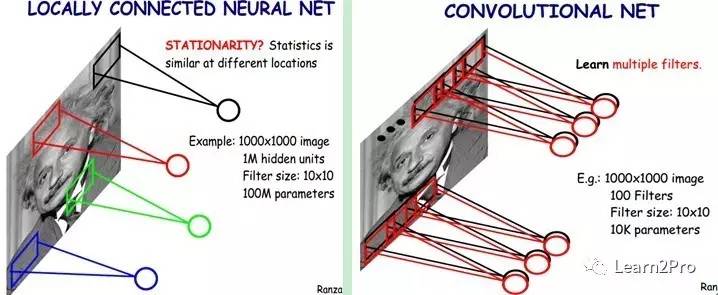 LOCALLY CONNECTED NEURAL NET
STATIONARITY? Statistics is
similar at different locations
Example: 1000x1000 image
1M hidden units
Filter size: 10x10
100M parameters
Ranza
CONVOLUTIONAL NET
Learn multiple filters.
E.g.: 1000x1000 image
100 Filters
Filter size: 10x10
10K parameters
Learn2Pro
Ran